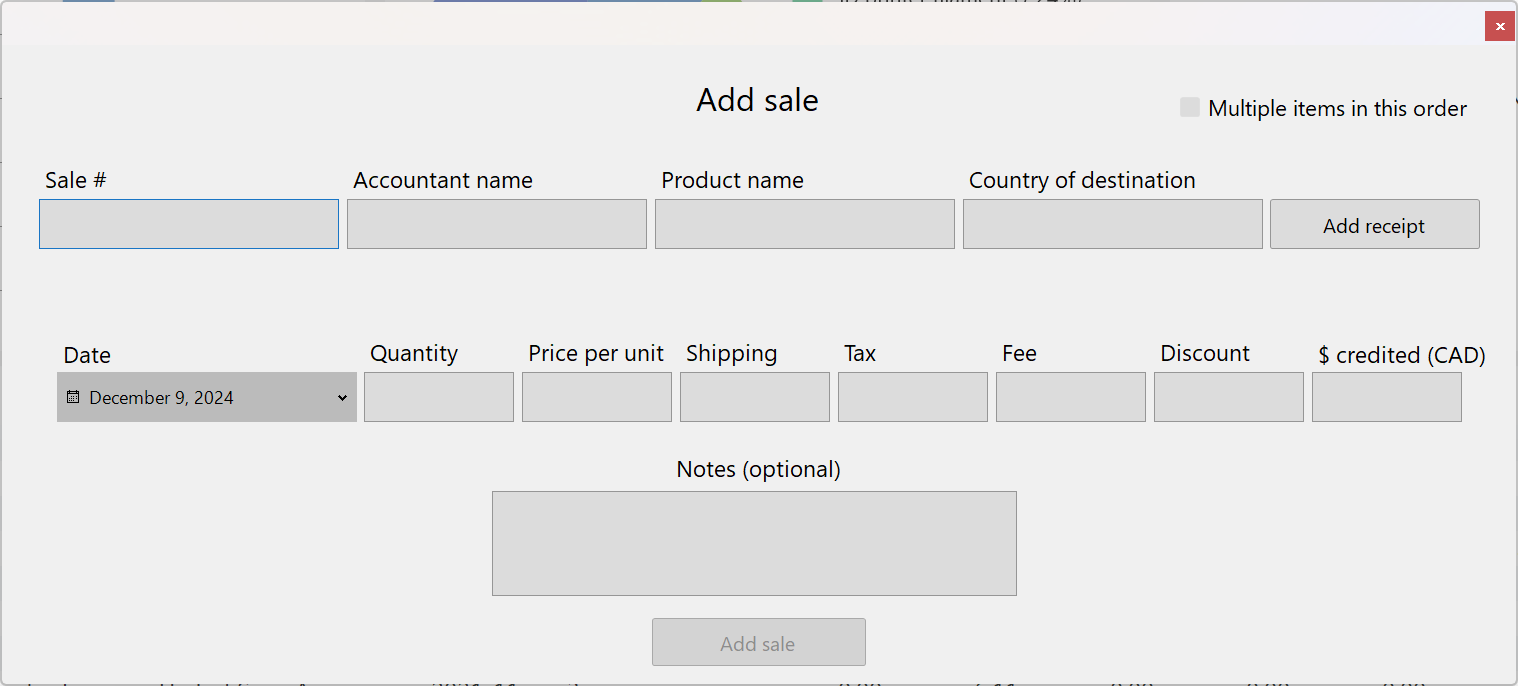 Add sale
Multiple items in this order
Sale #
Accountant name
Product name
Country of destination
Add receipt
Date
Quantity
Price per unit
Shipping
Tax
Fee
Discount
$ credited (CAD)
December 9, 2024
Notes (optional)
Add sale